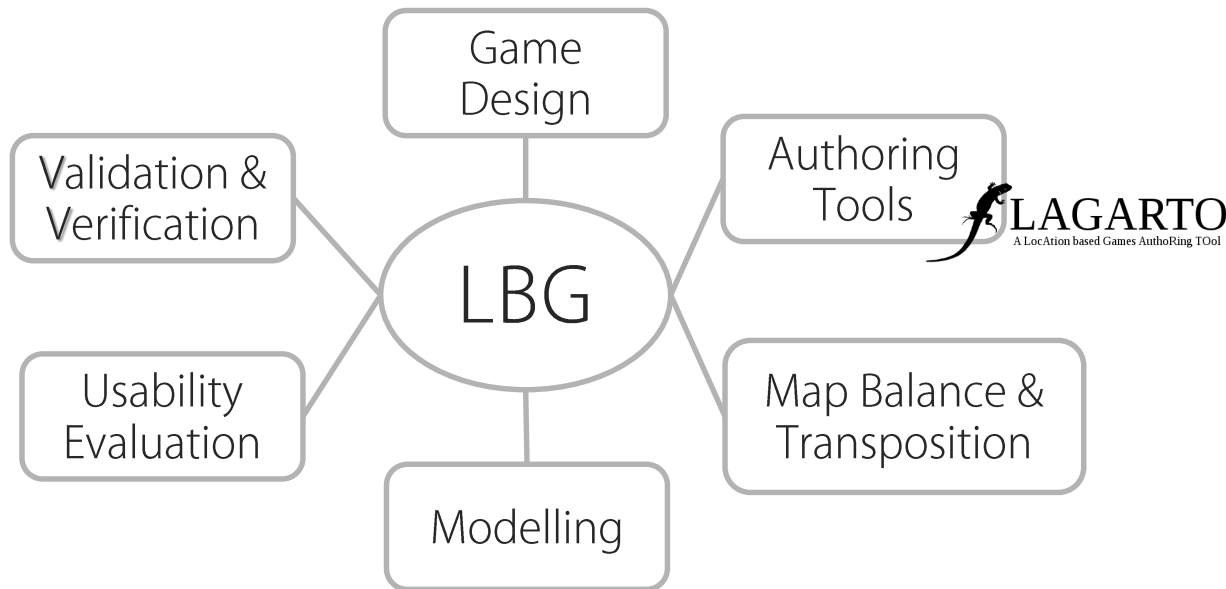 Game
Design
Validation &
Verification
Authoring
Tools
LAGARTO
A LocAtion based Games AuthoRing TOol
LBG
Usability
Evaluation
Map Balance &
Transposition
Modelling